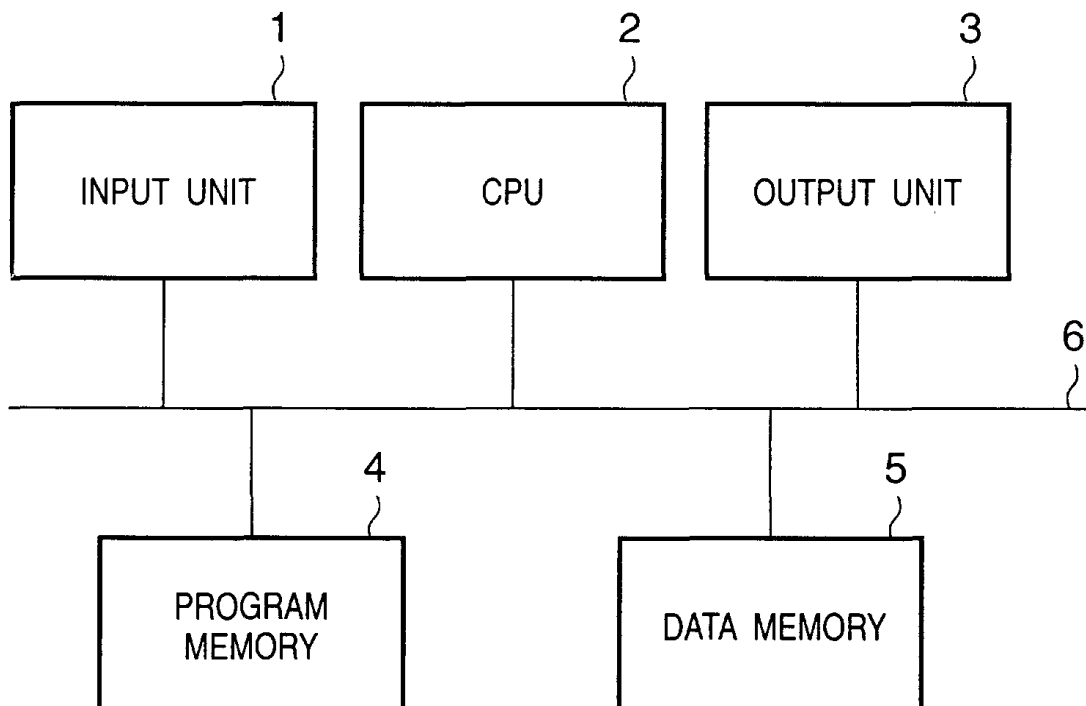 1
2
3
INPUT UNIT
CPU
OUTPUT UNIT
6
4
5
PROGRAM
MEMORY
DATA MEMORY